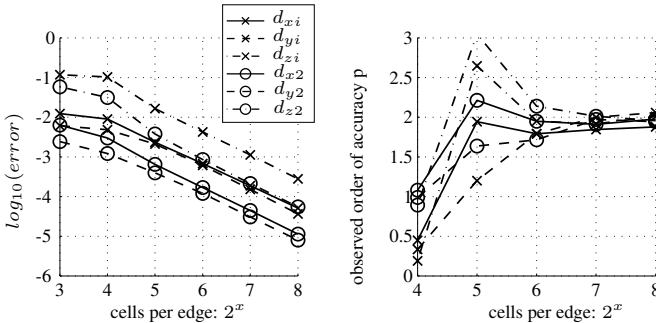 0
-1
-2
-3
-4
-5
-6
3 4 5 6 7 8
log10(error)
cells per edge: 2^x
d_xi
d_yi
d_zi
d_x2
d_y2
d_z2
3
2.5
2
1.5
1
0.5
0
4 5 6 7 8
observed order of accuracy p
cells per edge: 2^x